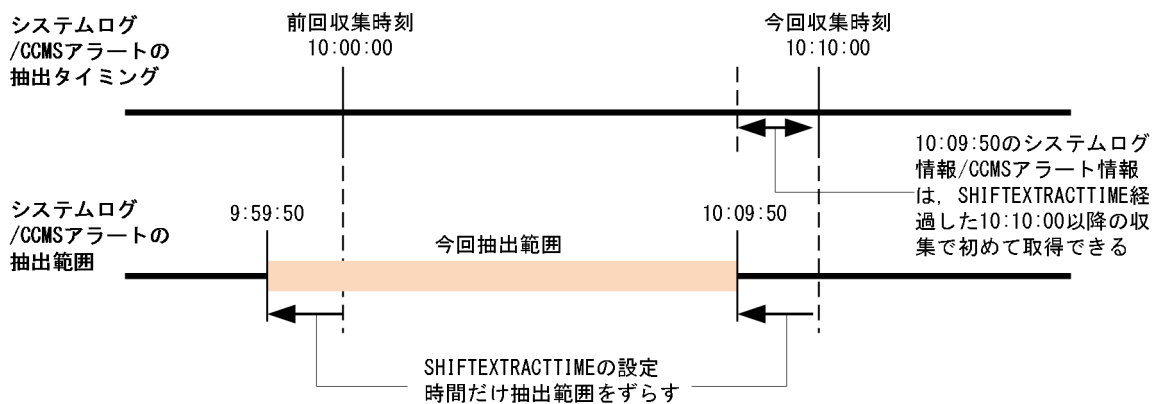 システムログ
/CCMSアラートの
抽出タイミング
前回収集時刻
10:00:00
今回収集時刻
10:10:00
10:09:50のシステムログ
情報/CCMSアラート情報
は，SHIFTEXTRACTTIME経
過した10:10:00以降の収
集で初めて取得できる
システムログ
/CCMSアラートの
抽出範囲
9:59:50
今回抽出範囲
10:09:50
SHIFTEXTRACTTIMEの設定
時間だけ抽出範囲をずらす